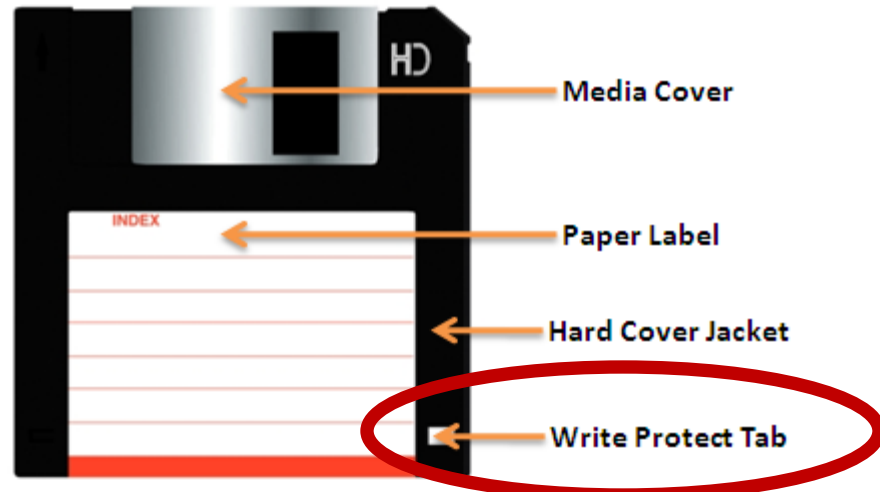 HD
Media Cover
INDEX
Paper Label
Hard Cover Jacket
Write Protect Tab